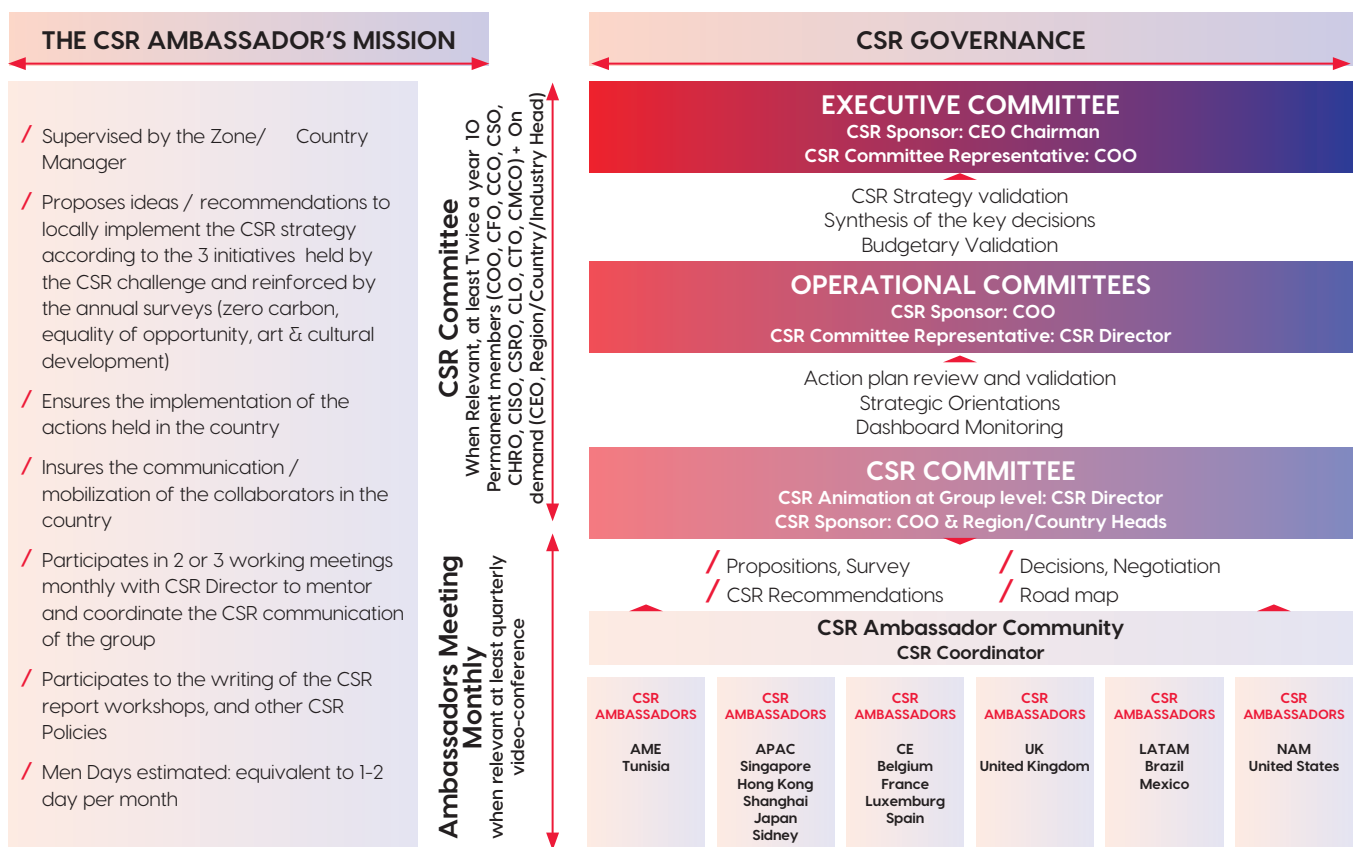 THE CSR AMBASSADOR'S MISSION
/ Supervised by the Zone/ Country
Manager
/ Proposes ideas / recommendations to
locally implement the CSR strategy
according to the 3 initiatives held by
the CSR challenge and reinforced by
the annual surveys (zero carbon,
equality of opportunity, art & cultural
development)
/ Ensures the implementation of the
actions held in the country
/ Insures the communication /
mobilization of the collaborators in the
country
/ Participates in 2 or 3 working meetings
monthly with CSR Director to mentor
and coordinate the CSR communication
of the group
/ Participates to the writing of the CSR
report workshops, and other CSR
Policies
/ Men Days estimated: equivalent to 1-2
day per month
CSR Committee
When Relevant, at least Twice a year 10
Permanent members (COO, CFO, CCO, CSO,
CHRO, CISO, CSRO, CLO, CTO, CMCO) + On
demand (CEO, Region/Country/Industry Head)
Ambassadors Meeting
Monthly
when relevant at least quarterly
video-conference
CSR GOVERNANCE
EXECUTIVE COMMITTEE
CSR Sponsor: CEO Chairman
CSR Committee Representative: COO
CSR Strategy validation
Synthesis of the key decisions
Budgetary Validation
OPERATIONAL COMMITTEES
CSR Sponsor: COO
CSR Committee Representative: CSR Director
Action plan review and validation
Strategic Orientations
Dashboard Monitoring
CSR COMMITTEE
CSR Animation at Group level: CSR Director
CSR Sponsor: COO & Region/Country Heads
/ Propositions, Survey
/ CSR Recommendations
/ Decisions, Negotiation
/ Road map
CSR Ambassador Community
CSR Coordinator
CSR
AMBASSADORS
AME
Tunisia
CSR
AMBASSADORS
APAC
Singapore
Hong Kong
Shanghai
Japan
Sidney
CSR
AMBASSADORS
CE
Belgium
France
Luxemburg
Spain
CSR
AMBASSADORS
UK
United Kingdom
CSR
AMBASSADORS
LATAM
Brazil
Mexico
CSR
AMBASSADORS
NAM
United States